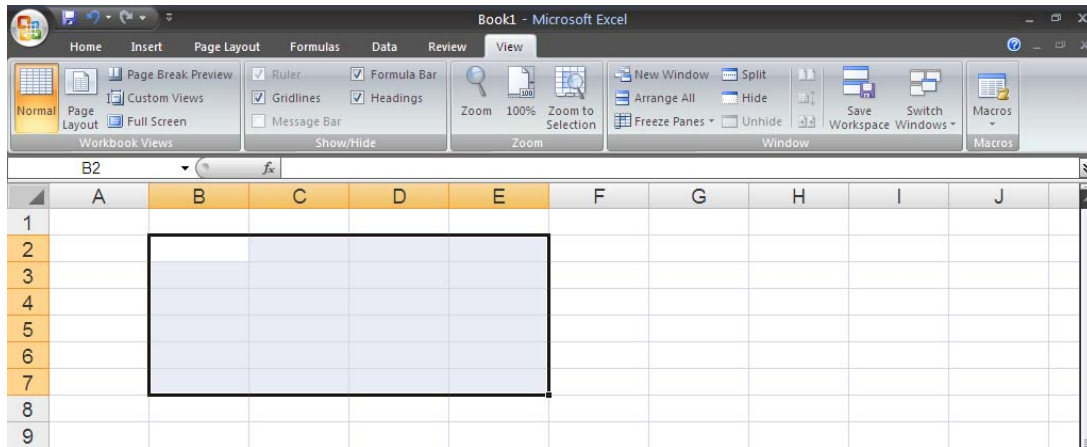 Book1 - Microsoft Excel
Home Insert Page Layout Formulas Data Review View
Normal
Page Layout
Page Break Preview
Custom Views
Full Screen
Workbook Views
Ruler
Formula Bar
Gridlines
Headings
Message Bar
Show/Hide
Zoom
100%
Zoom to Selection
Zoom
New Window
Arrange All
Freeze Panes
Split
Hide
Unhide
Save Workspace
Switch Windows
Window
Macros
Macros
B2 fx
A B C D E F G H I J
1
2
3
4
5
6
7
8
9